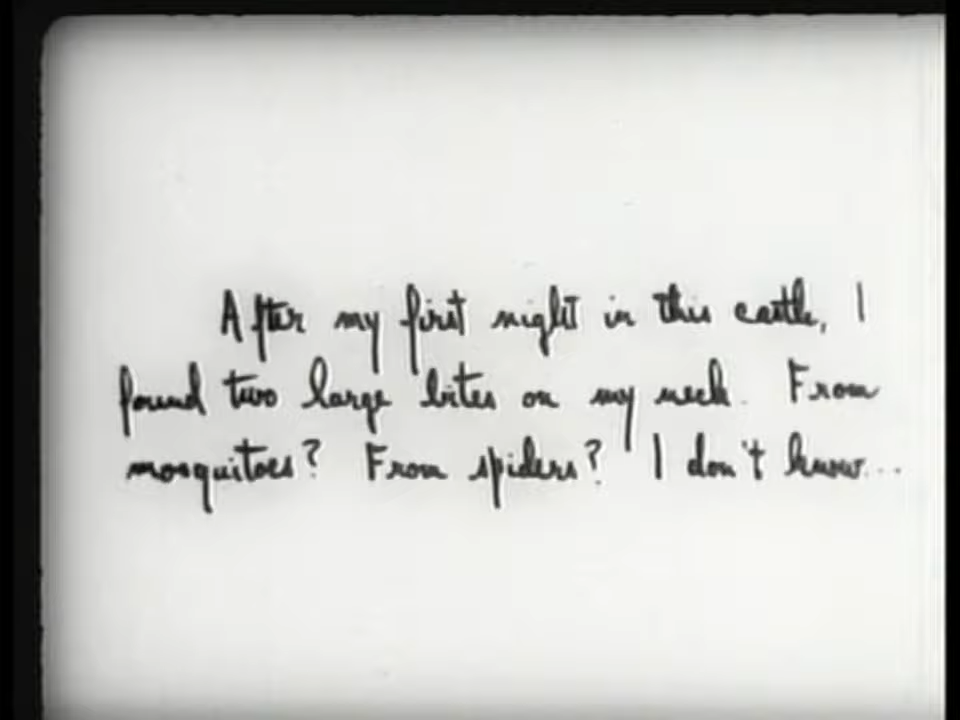 After my first night in this castle, I
found two large bites on my neck. From
mosquitoes? From spiders? I don't know...